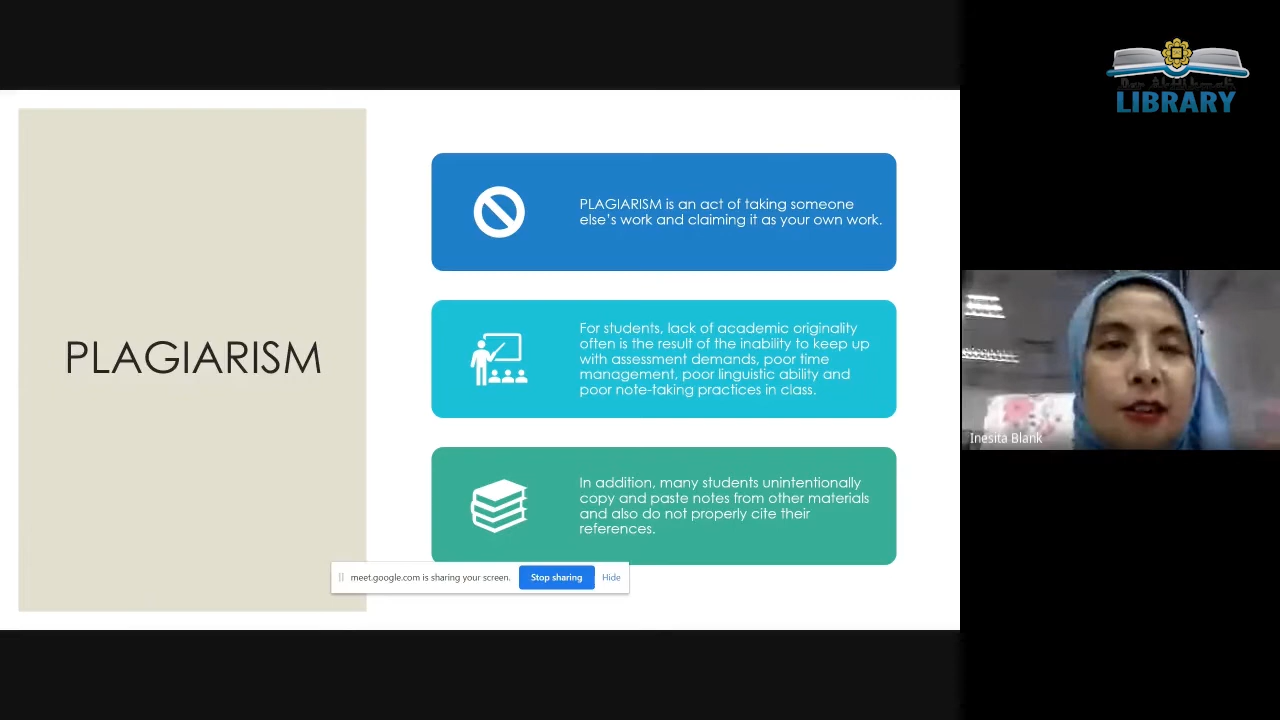 PLAGIARISM
PLAGIARISM is an act of taking someone
else's work and claiming it as your own work.
For students, lack of academic originality
often is the result of the inability to keep up
with assessment demands, poor time
management, poor linguistic ability and
poor note-taking practices in class.
In addition, many students unintentionally
copy and paste notes from other materials
and also do not properly cite their
references.
meet.google.com is sharing your screen.
Stop sharing
Hide
LIBRARY
Inesita Blank